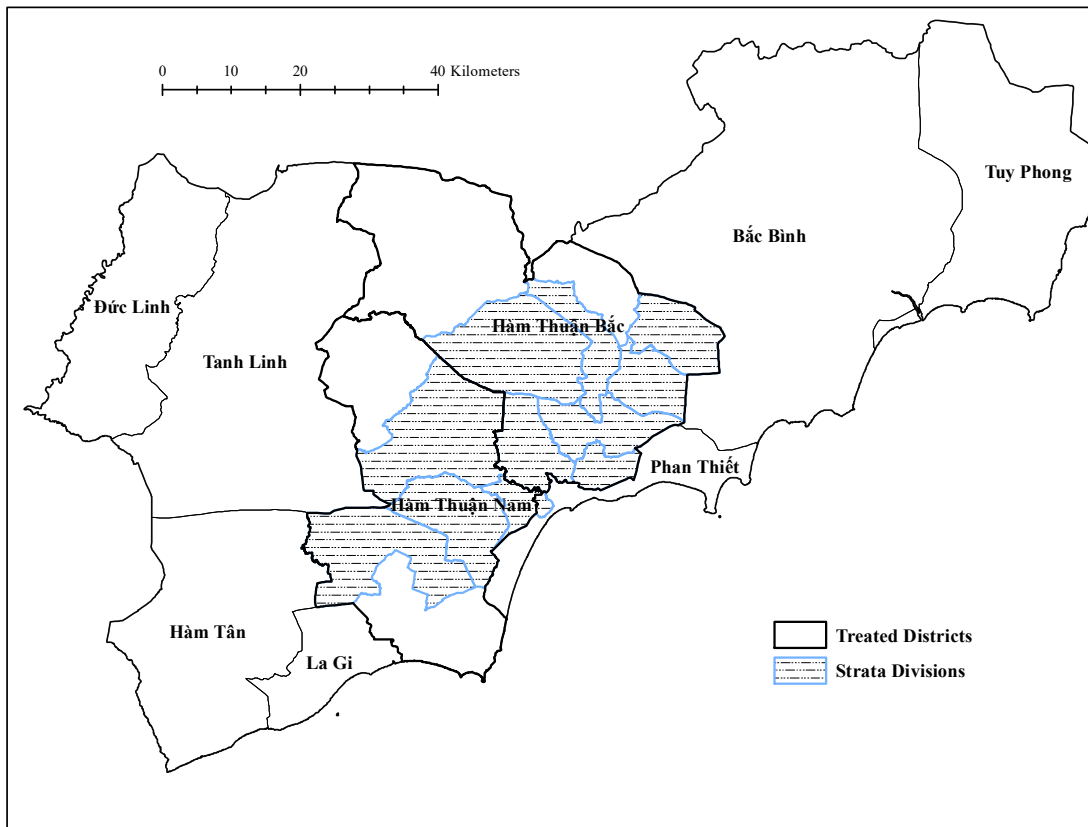 0 10 20 40 Kilometers
Tuy Phong
Bắc Bình
Đức Linh
Hàm Thuận Bắc
Tanh Linh
Phan Thiết
Hàm Thuận Nam
Hàm Tân
La Gi
Treated Districts
Strata Divisions